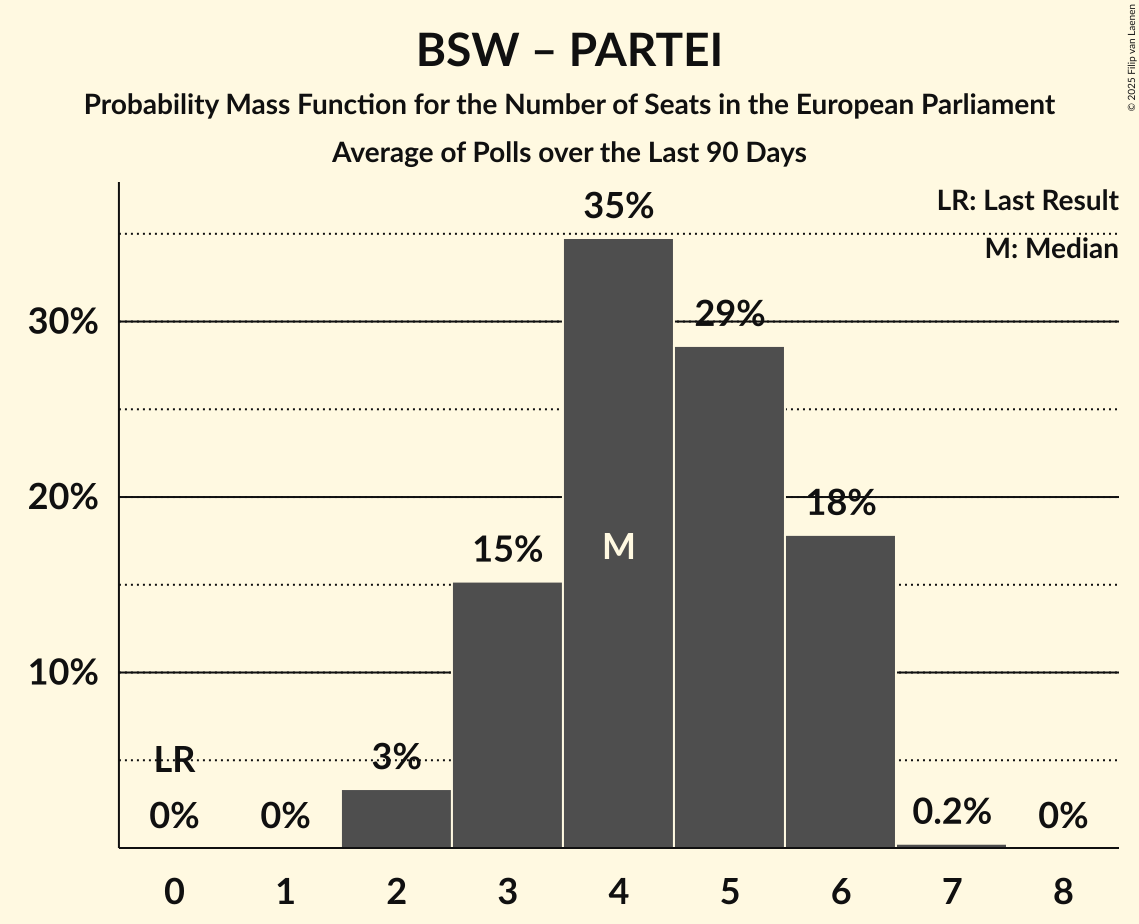 BSW – PARTEI
Probability Mass Function for the Number of Seats in the European Parliament
Average of Polls over the Last 90 Days
© 2025 Filip van Laenen
LR: Last Result
M: Median
35%
30%
29%
20%
18%
15%
M
10%
LR
3%
0%
0%
0.2%
0%
0 1 2 3 4 5 6 7 8